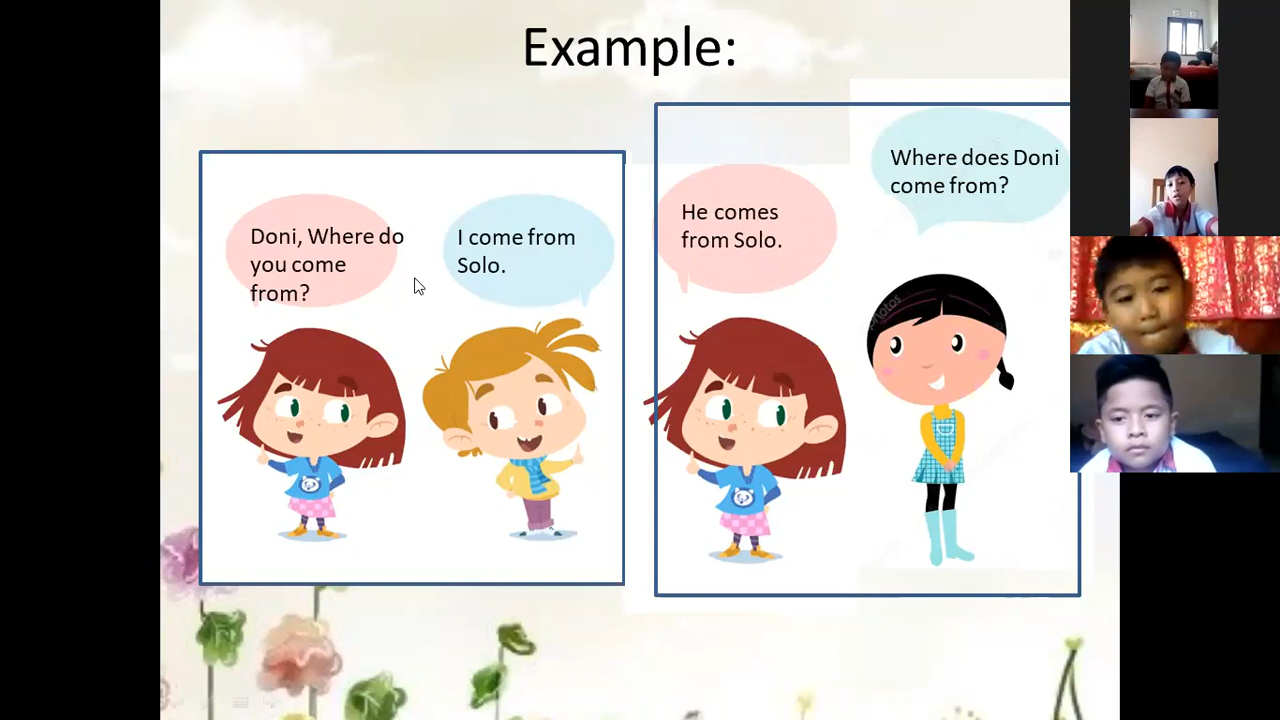 Example:
Doni, Where do
you come
from?
I come from
Solo.
He comes
from Solo.
Where does Doni
come from?